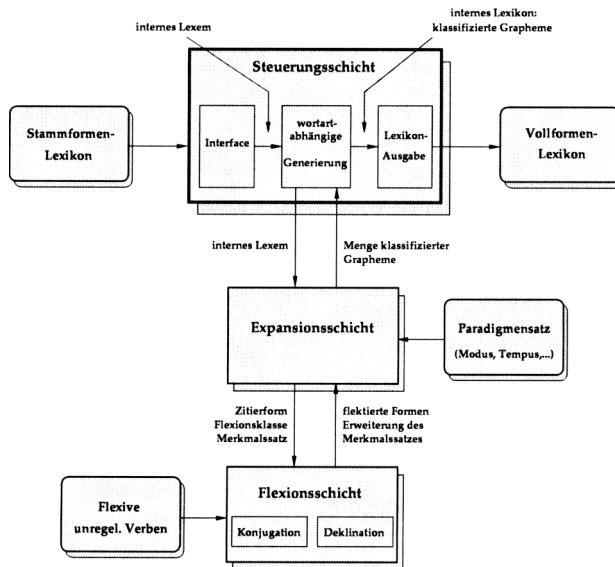 internes Lexem
internes Lexikon:
klassifizierte Grapheme
Steuerungsschicht
Stammformen-
Lexikon
Interface
wortart-
abhängige
Generierung
Lexikon-
Ausgabe
Vollformen-
Lexikon
internes Lexem
Menge klassifizierter
Grapheme
Expansionsschicht
Paradigmensatz
(Modus, Tempus,...)
Zitierform
Flexionsklasse
Merkmalssatz
flektierte Formen
Erweiterung des
Merkmalssatzes
Flexionsschicht
Flexive
unregel. Verben
Konjugation
Deklination